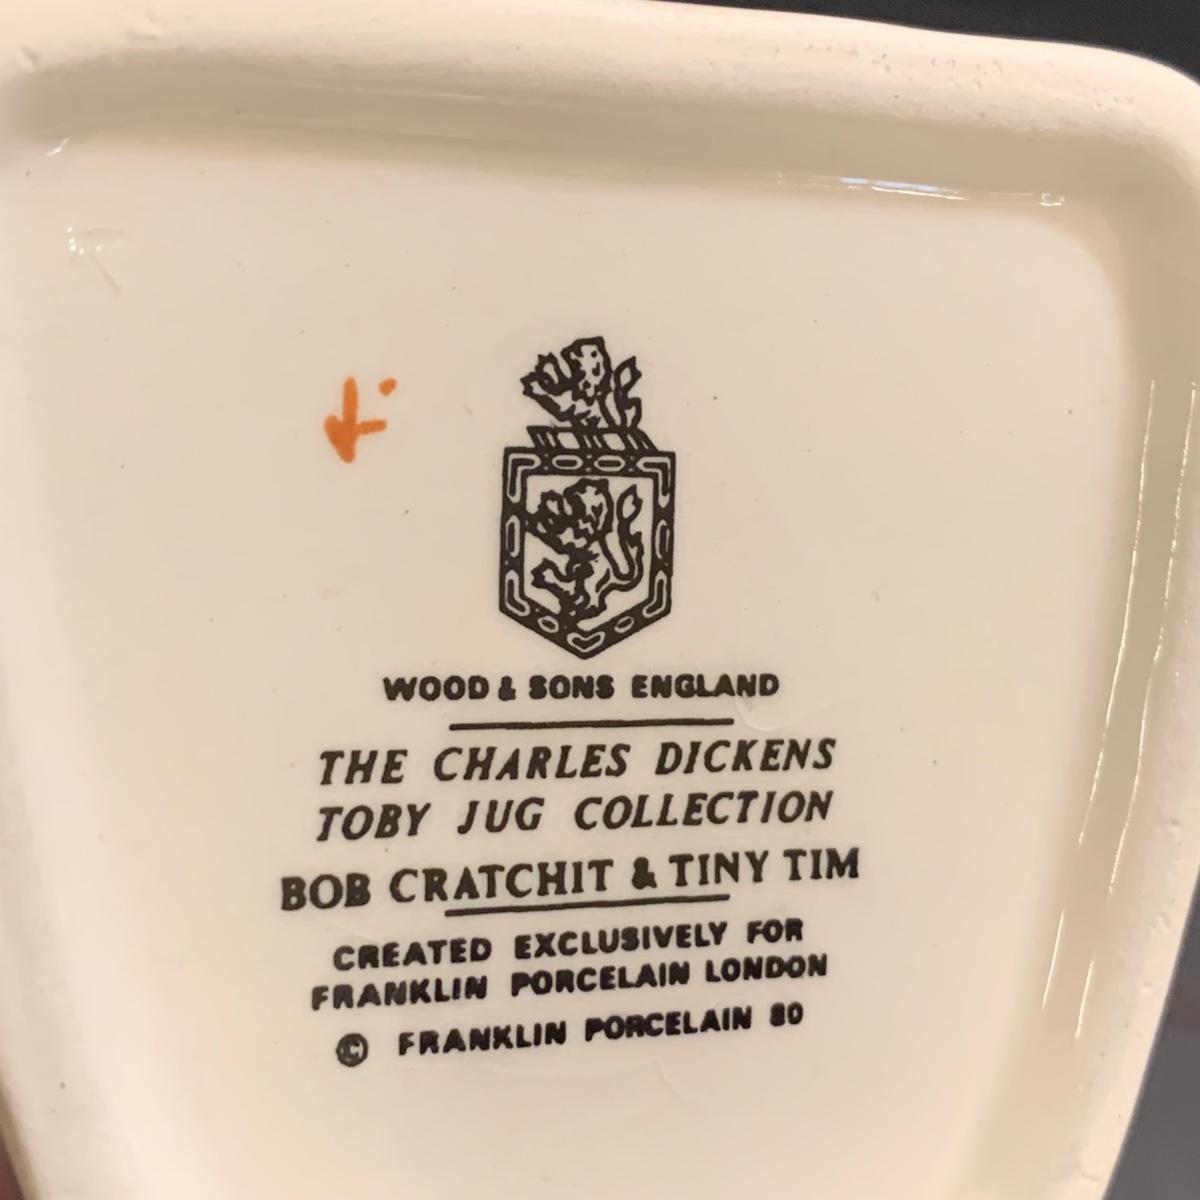 WOOD & SONS ENGLAND
THE CHARLES DICKENS
TOBY JUG COLLECTION
BOB CRATCHIT & TINY TIM
CREATED EXCLUSIVELY FOR
FRANKLIN PORCELAIN LONDON
© FRANKLIN PORCELAIN 80